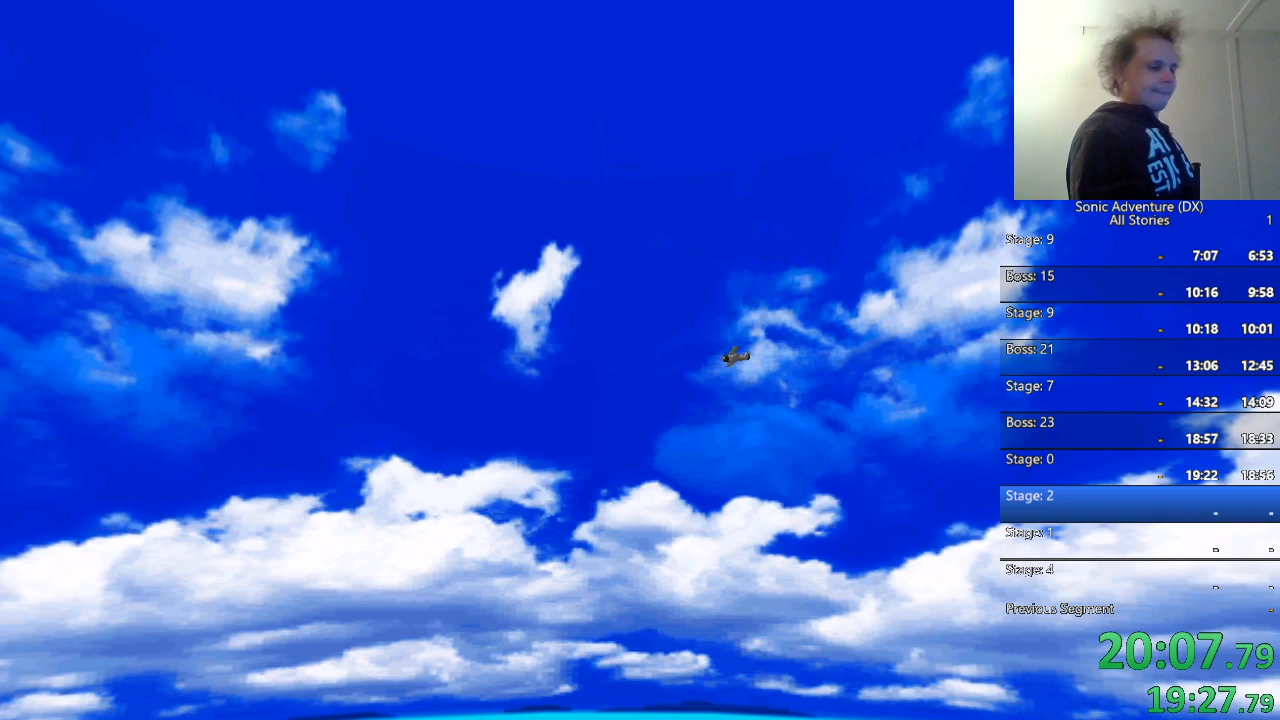 Sonic Adventure (DX)
All Stories 1
Stage: 9
- 7:07 6:53
Boss: 15
- 10:16 9:58
Stage: 9
- 10:18 10:01
Boss: 21
- 13:06 12:45
Stage: 7
- 14:32 14:09
Boss: 23
- 18:57 18:33
Stage: 0
- 19:22 18:56
Stage: 2
- -
Stage: 1
- -
Stage: 4
- -
Previous Segment -
20:07.79
19:27.79